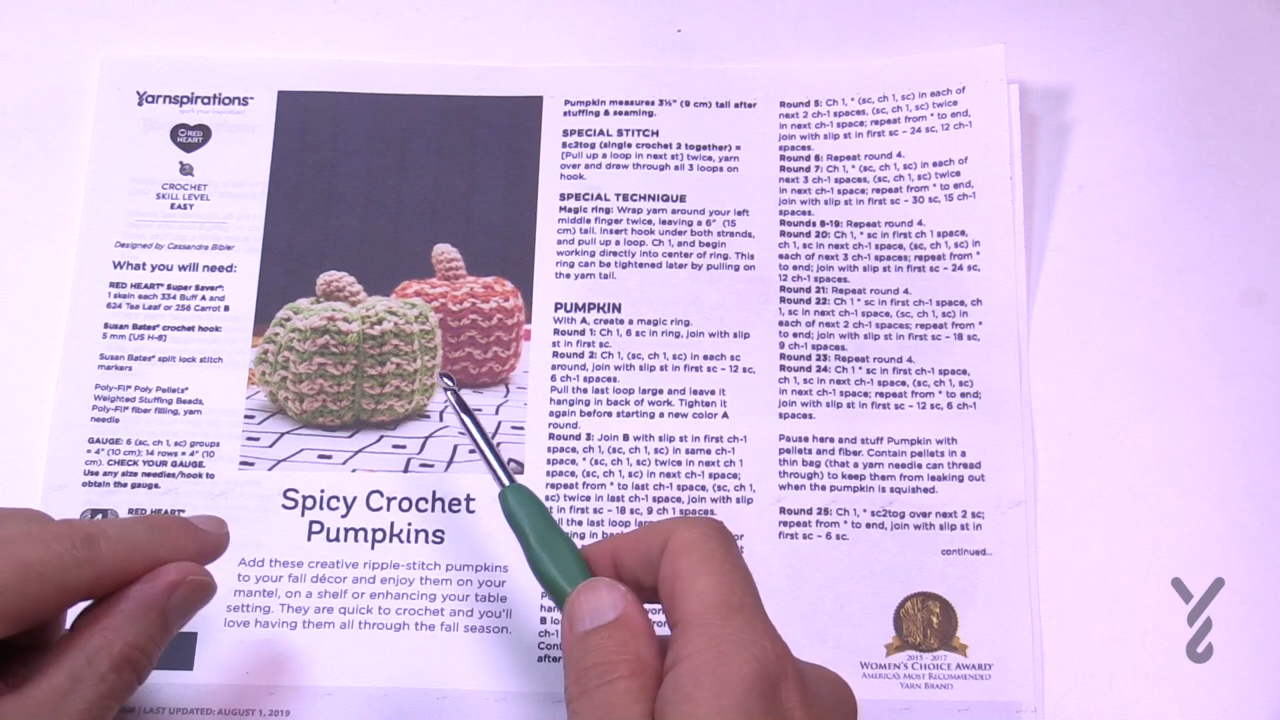 Yarnspirations™
RED
HEART
CROCHET
SKILL LEVEL
EASY
Designed by Cassandra Bibler
What you will need:
RED HEART® Super Saver®:
1 skein each 334 Buff A and
624 Tea Leaf or 256 Carrot B
Susan Bates® crochet hook:
5 mm [US H-8]
Susan Bates® split lock stitch
markers
Poly-Fil® Poly Pellets®
Weighted Stuffing Beads,
Poly-Fil® fiber filling, yarn
needle
GAUGE: 6 (sc, ch 1, sc) groups
= 4" (10 cm); 14 rows = 4" (10
cm). CHECK YOUR GAUGE.
Use any size needles/hook to
obtain the gauge.
RED HEART®
Spicy Crochet
Pumpkins
Add these creative ripple-stitch pumpkins
to your fall décor and enjoy them on your
mantel, on a shelf or enhancing your table
setting. They are quick to crochet and you'll
love having them all through the fall season.
LAST UPDATED: AUGUST 1, 2019
Pumpkin measures 3½" (9 cm) tall after
stuffing & seaming.
SPECIAL STITCH
Sc2tog (single crochet 2 together) =
[Pull up a loop in next st] twice, yarn
over and draw through all 3 loops on
hook.
SPECIAL TECHNIQUE
Magic ring: Wrap yarn around your left
middle finger twice, leaving a 6" (15
cm) tail. Insert hook under both strands,
and pull up a loop. Ch 1, and begin
working directly into center of ring. This
ring can be tightened later by pulling on
the yarn tail.
PUMPKIN
With A, create a magic ring.
Round 1: Ch 1, 6 sc in ring, join with slip
st in first sc.
Round 2: Ch 1, (sc, ch 1, sc) in each sc
around, join with slip st in first sc – 12 sc,
6 ch-1 spaces.
Pull the last loop large and leave it
hanging in back of work. Tighten it
again before starting a new color A
round.
Round 3: Join B with slip st in first ch-1
space, ch 1, (sc, ch 1, sc) in same ch-1
space, * (sc, ch 1, sc) twice in next ch 1
space, (sc, ch 1, sc) in next ch-1 space;
repeat from * to last ch-1 space, (sc, ch 1,
sc) twice in last ch-1 space, join with slip
st in first sc – 18 sc, 9 ch 1 spaces.
the last loop
B
ch-1
after
Round 5: Ch 1, * (sc, ch 1, sc) in each of
next 2 ch-1 spaces, (sc, ch 1, sc) twice
in next ch-1 space; repeat from * to end,
join with slip st in first sc – 24 sc, 12 ch-1
spaces.
Round 6: Repeat round 4.
Round 7: Ch 1, * (sc, ch 1, sc) in each of
next 3 ch-1 spaces, (sc, ch 1, sc) twice
in next ch-1 space; repeat from * to end,
join with slip st in first sc – 30 sc, 15 ch-1
spaces.
Rounds 8-19: Repeat round 4.
Round 20: Ch 1, * sc in first ch 1 space,
ch 1, sc in next ch-1 space, (sc, ch 1, sc) in
each of next 3 ch-1 spaces; repeat from *
to end; join with slip st in first sc – 24 sc,
12 ch-1 spaces.
Round 21: Repeat round 4.
Round 22: Ch 1 * sc in first ch-1 space, ch
1, sc in next ch-1 space, (sc, ch 1, sc) in
each of next 2 ch-1 spaces; repeat from *
to end, join with slip st in first sc – 18 sc,
9 ch-1 spaces.
Round 23: Repeat round 4.
Round 24: Ch 1 * sc in first ch-1 space,
ch 1, sc in next ch-1 space, (sc, ch 1, sc)
in next ch-1 space; repeat from * to end;
join with slip st in first sc – 12 sc, 6 ch-1
spaces.
Pause here and stuff Pumpkin with
pellets and fiber. Contain pellets in a
thin bag (that a yarn needle can thread
through) to keep them from leaking out
when the pumpkin is squished.
Round 25: Ch 1, * sc2tog over next 2 sc;
repeat from * to end, join with slip st in
first sc – 6 sc.
continued...
2015 - 2017
WOMEN'S CHOICE AWARD®
AMERICA'S MOST RECOMMENDED
YARN BRAND